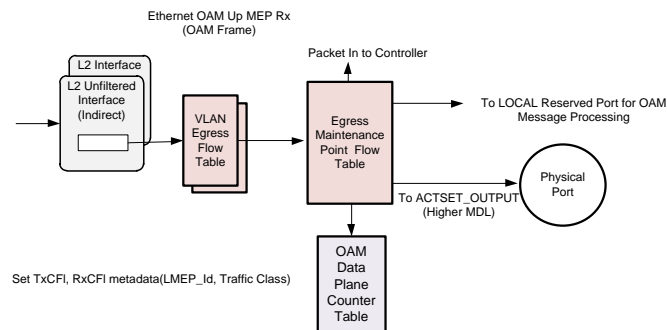 Ethernet OAM Up MEP Rx
(OAM Frame)
L2 Interface
L2 Unfiltered
Interface
(Indirect)
VLAN
Egress
Flow
Table
Packet In to Controller
Egress
Maintenance
Point Flow
Table
To LOCAL Reserved Port for OAM
Message Processing
Physical
Port
To ACTSET_OUTPUT
(Higher MDL)
OAM
Data
Plane
Counter
Table
Set TxCFl, RxCFl metadata(LMEP_Id, Traffic Class)